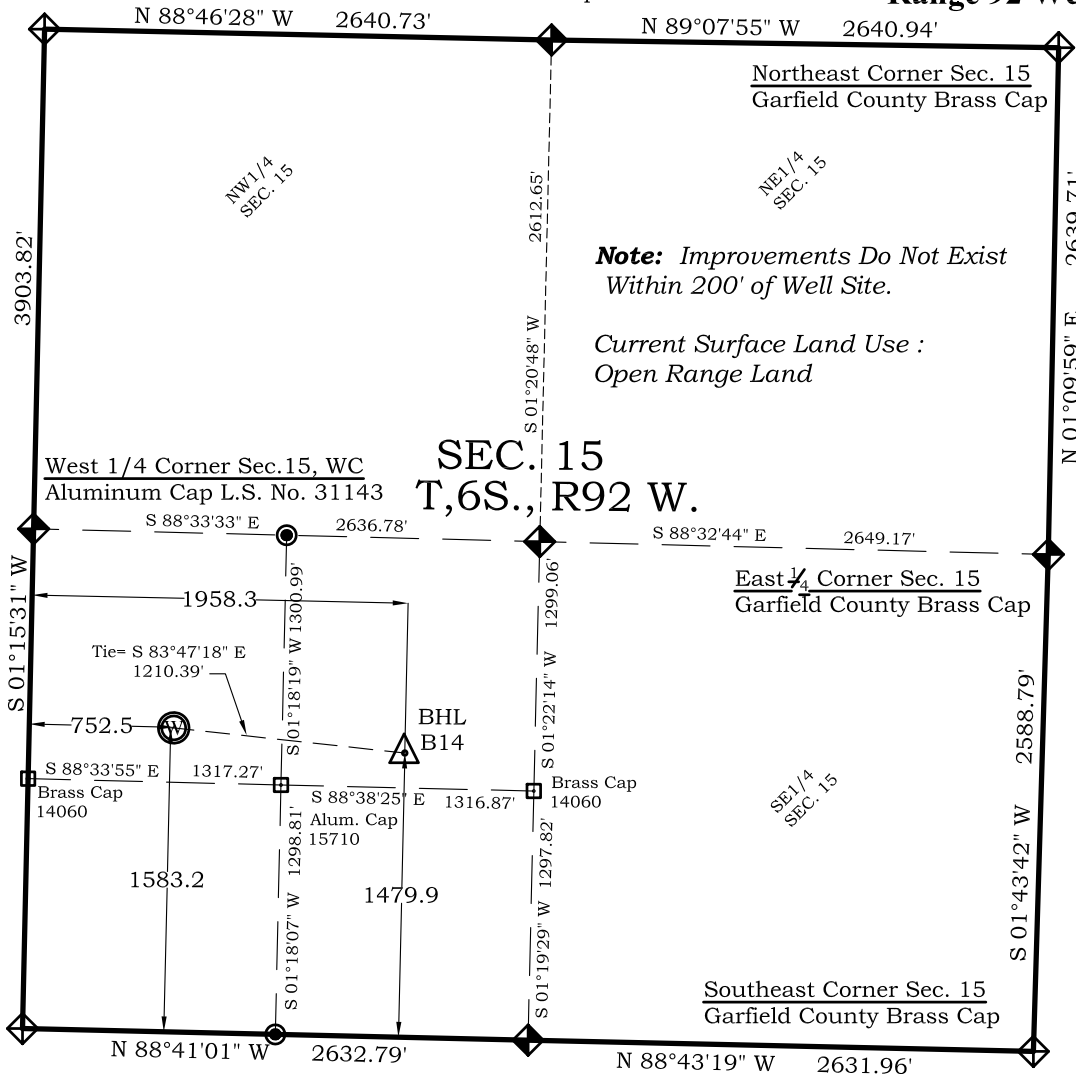 Range 92 We
N 88°46'28" W 2640.73'
N 89°07'55" W 2640.94'
Northeast Corner Sec. 15
Garfield County Brass Cap
NW1/4
SEC. 15
NE1/4
SEC. 15
2612.65'
S 01°20'48" W
3903.82'
S 01°15'31" W
2639.71'
N 01°09'59" E
Note: Improvements Do Not Exist
Within 200' of Well Site.
Current Surface Land Use :
Open Range Land
SEC. 15
T,6S., R92 W.
West 1/4 Corner Sec.15, WC
Aluminum Cap L.S. No. 31143
S 88°33'33" E 2636.78'
S 88°32'44" E 2649.17'
East 1/4 Corner Sec. 15
Garfield County Brass Cap
1958.3
S 01°18'19" W 1300.99'
1299.06'
S 01°22'14" W
Tie= S 83°47'18" E
1210.39'
752.5
W
BHL
B14
S 88°33'55" E 1317.27'
Brass Cap
14060
S 88°38'25" E 1316.87'
Alum. Cap
15710
Brass Cap
14060
SE1/4
SEC. 15
2588.79'
S 01°43'42" W
1583.2
1298.81'
S 01°18'07" W
1479.9
1297.82'
S 01°19'29" W
Southeast Corner Sec. 15
Garfield County Brass Cap
N 88°41'01" W 2632.79'
N 88°43'19" W 2631.96'